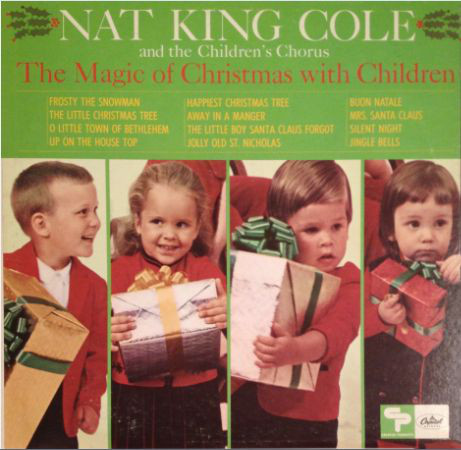 NAT KING COLE
and the Children's Chorus
The Magic of Christmas with Children
FROSTY THE SNOWMAN
THE LITTLE CHRISTMAS TREE
O LITTLE TOWN OF BETHLEHEM
UP ON THE HOUSE TOP
HAPPIEST CHRISTMAS TREE
AWAY IN A MANGER
THE LITTLE BOY SANTA CLAUS FORGOT
JOLLY OLD ST. NICHOLAS
BUON NATALE
MRS. SANTA CLAUS
SILENT NIGHT
JINGLE BELLS
CP
Capitol